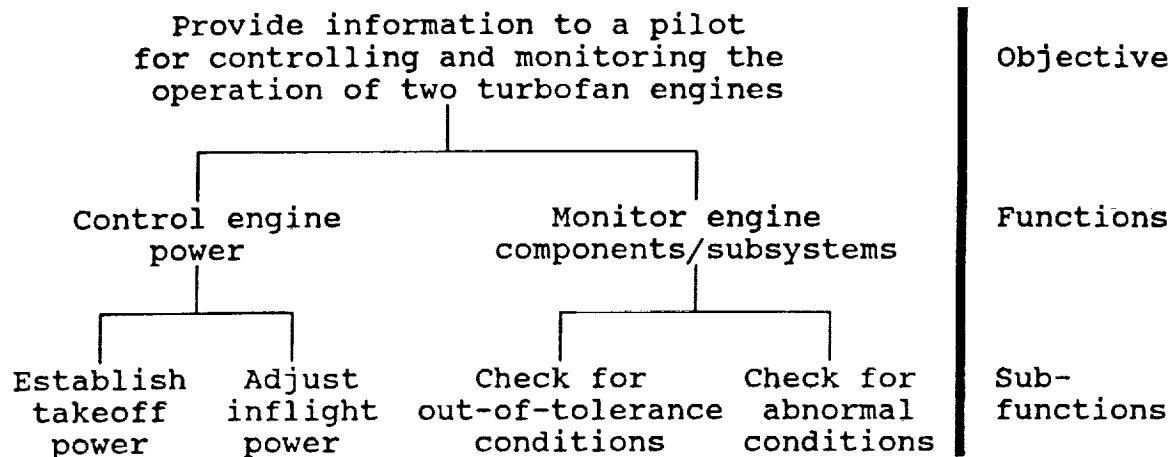 Provide information to a pilot
for controlling and monitoring the
operation of two turbofan engines
Objective
Control engine
power
Monitor engine
components/subsystems
Functions
Establish
takeoff
power
Adjust
inflight
power
Check for
out-of-tolerance
conditions
Check for
abnormal
conditions
Sub-
functions